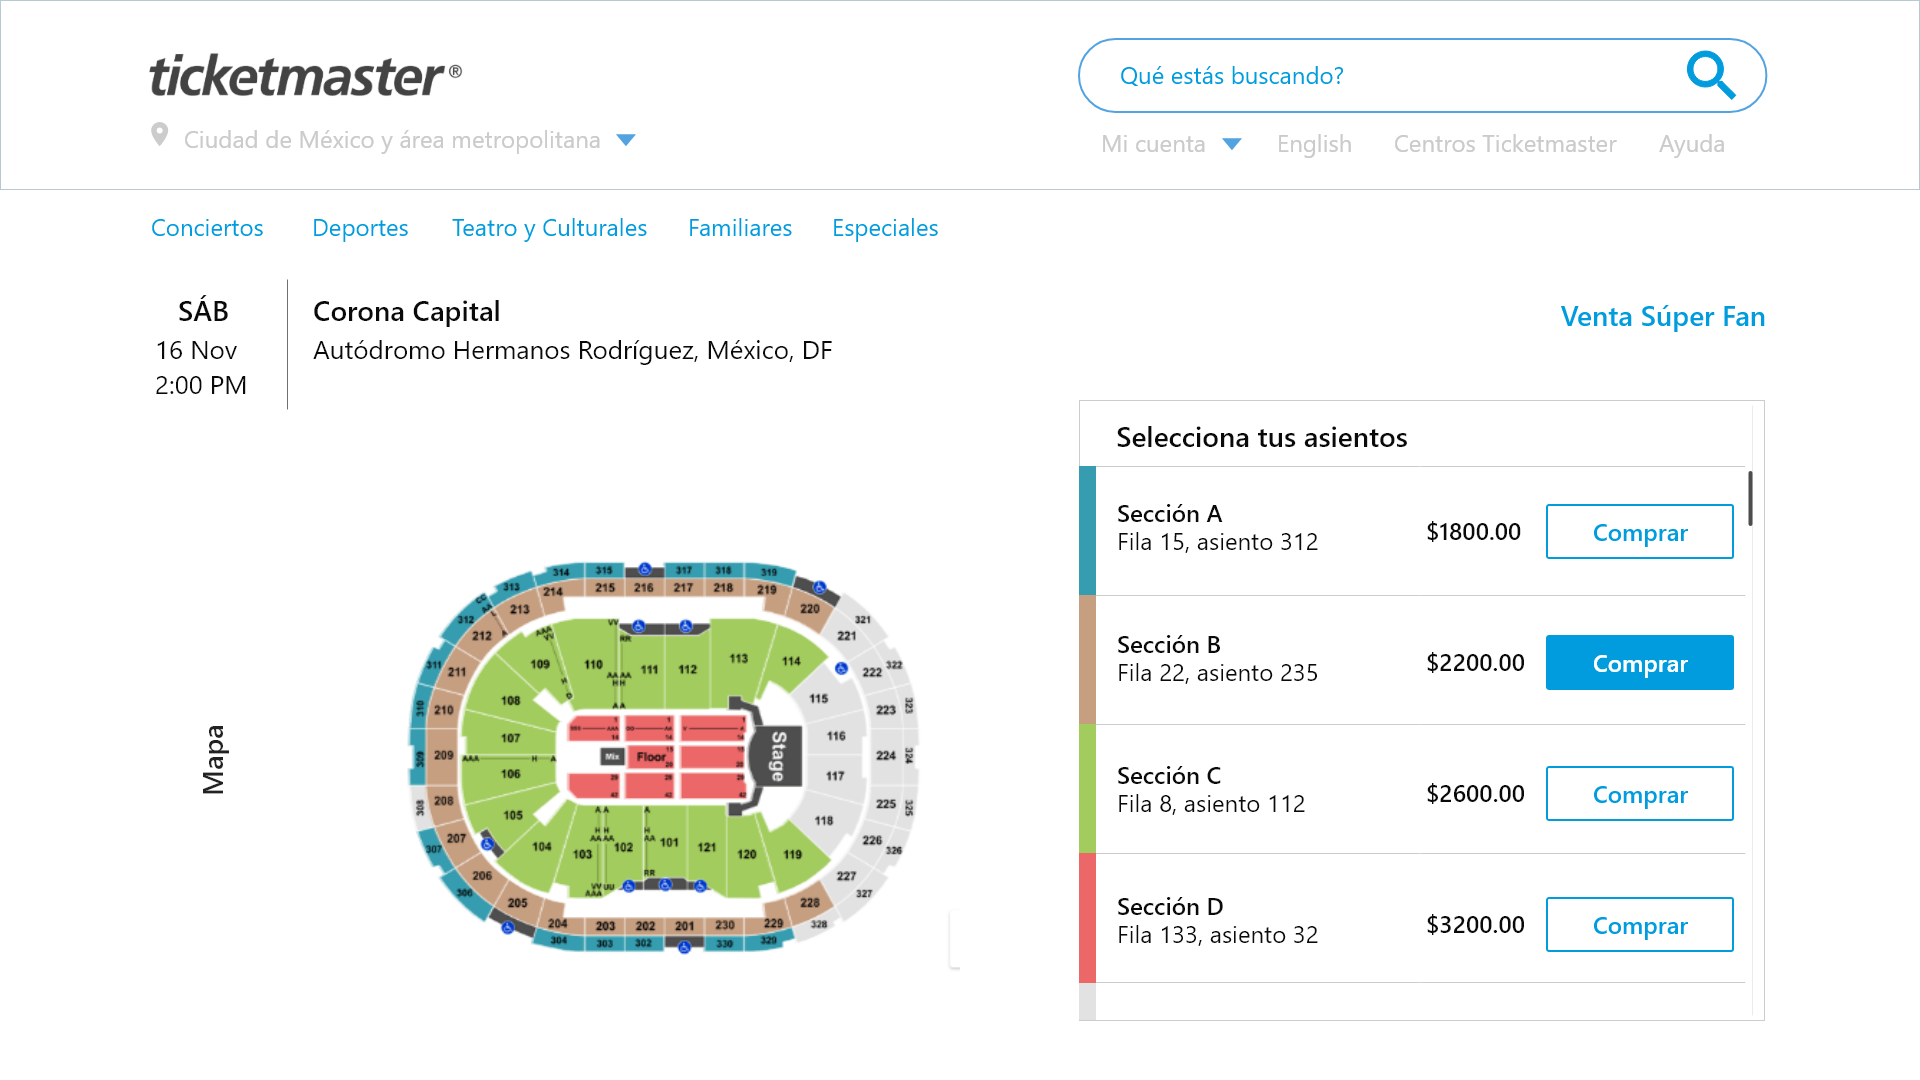 ticketmaster®
Qué estás buscando?
Ciudad de México y área metropolitana
Mi cuenta English Centros Ticketmaster Ayuda
Conciertos Deportes Teatro y Culturales Familiares Especiales
SÁB
16 Nov
2:00 PM
Corona Capital
Autódromo Hermanos Rodríguez, México, DF
Venta Súper Fan
Mapa
314 315 317 318 319
313 214 215 216 217 218 219
312 213 220 321
212 221
311 211 222 322
310 210 223 323
309 209 224 324
308 208 225 325
307 207 226 326
306 206 227 327
205 228 328
204 203 202 201 230 229
304 303 302 330 329
109 110 111 112 113 114
108 115
107 116
106 117
105 118
104 103 102 101 121 120 119
Mix Floor Stage
Selecciona tus asientos
Sección A
Fila 15, asiento 312
$1800.00
Comprar
Sección B
Fila 22, asiento 235
$2200.00
Comprar
Sección C
Fila 8, asiento 112
$2600.00
Comprar
Sección D
Fila 133, asiento 32
$3200.00
Comprar